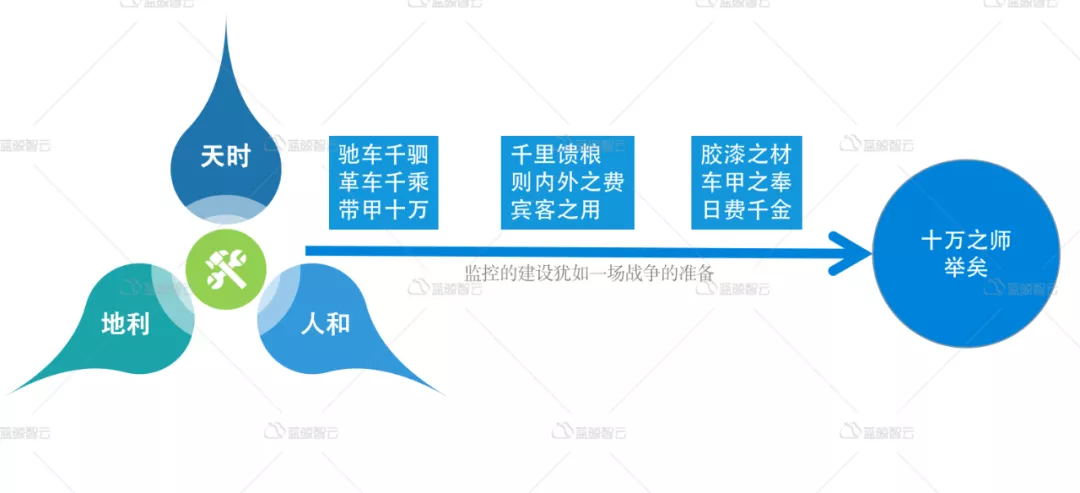 天时
地利
人和
驰车千驷
革车千乘
带甲十万
千里馈粮
则内外之费
宾客之用
胶漆之材
车甲之奉
日费千金
监控的建设犹如一场战争的准备
十万之师
举矣
蓝鲸智云